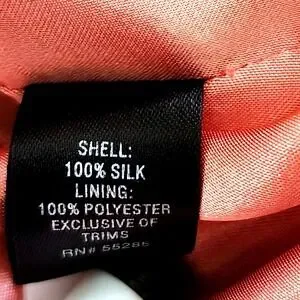 SHELL:
100% SILK
LINING:
100% POLYESTER
EXCLUSIVE OF
TRIMS
RN# 55285